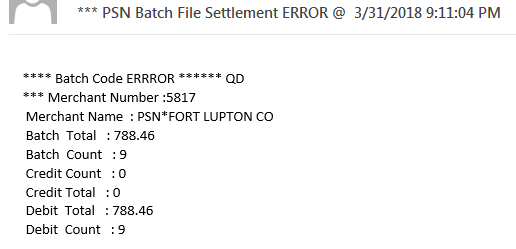 *** PSN Batch File Settlement ERROR @  3/31/2018 9:11:04 PM
**** Batch Code ERRROR ****** QD
*** Merchant Number :5817
Merchant Name  : PSN*FORT LUPTON CO
Batch  Total   : 788.46
Batch  Count   : 9
Credit Count   : 0
Credit Total   : 0
Debit  Total  : 788.46
Debit  Count  : 9